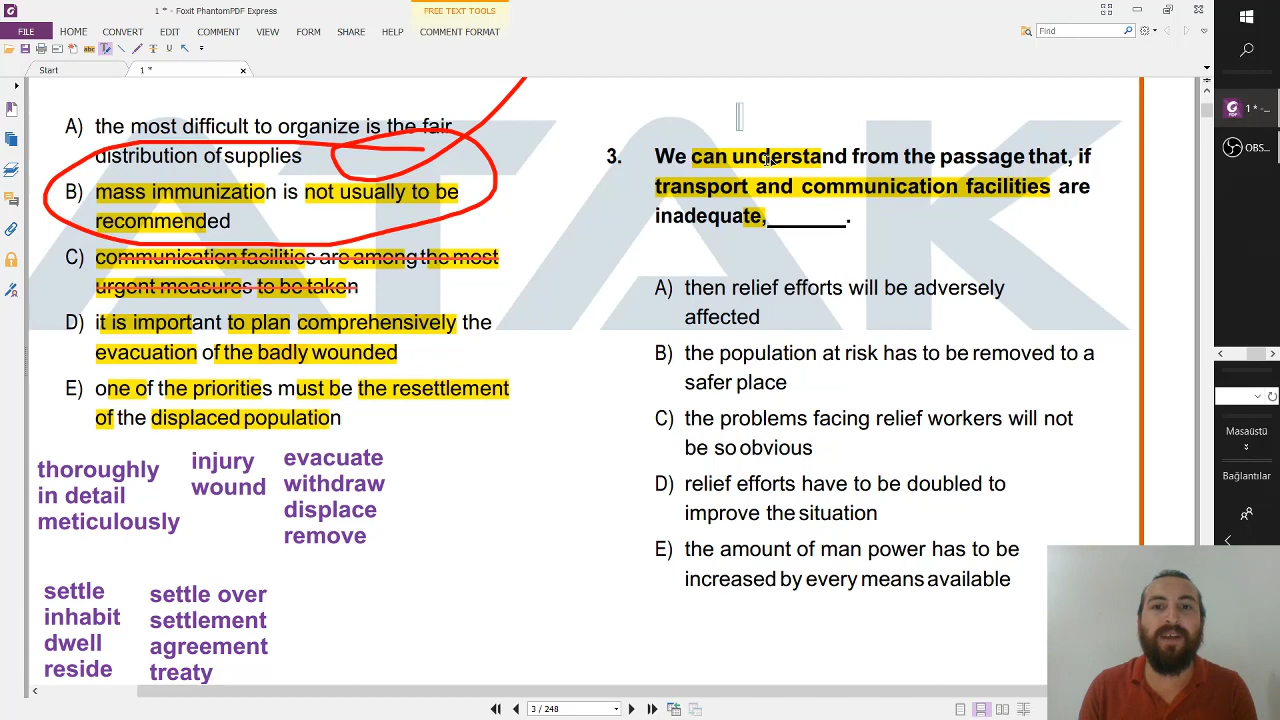 1 * - Foxit PhantomPDF Express
FREE TEXT TOOLS
FILE HOME CONVERT EDIT COMMENT VIEW FORM SHARE HELP COMMENT FORMAT
Find
Start
1 *
A) the most difficult to organize is the fair
distribution of supplies
B) mass immunization is not usually to be
recommended
C) communication facilities are among the most
urgent measures to be taken
D) it is important to plan comprehensively the
evacuation of the badly wounded
E) one of the priorities must be the resettlement
of the displaced population
thoroughly
in detail
meticulously
injury
wound
evacuate
withdraw
displace
remove
settle
inhabit
dwell
reside
settle over
settlement
agreement
treaty
3. We can understand from the passage that, if
transport and communication facilities are
inadequate,_______.
A) then relief efforts will be adversely
affected
B) the population at risk has to be removed to a
safer place
C) the problems facing relief workers will not
be so obvious
D) relief efforts have to be doubled to
improve the situation
E) the amount of man power has to be
increased by every means available
ATAK
3 / 248
1 * -...
OBS...
Masaüstü
Bağlantılar